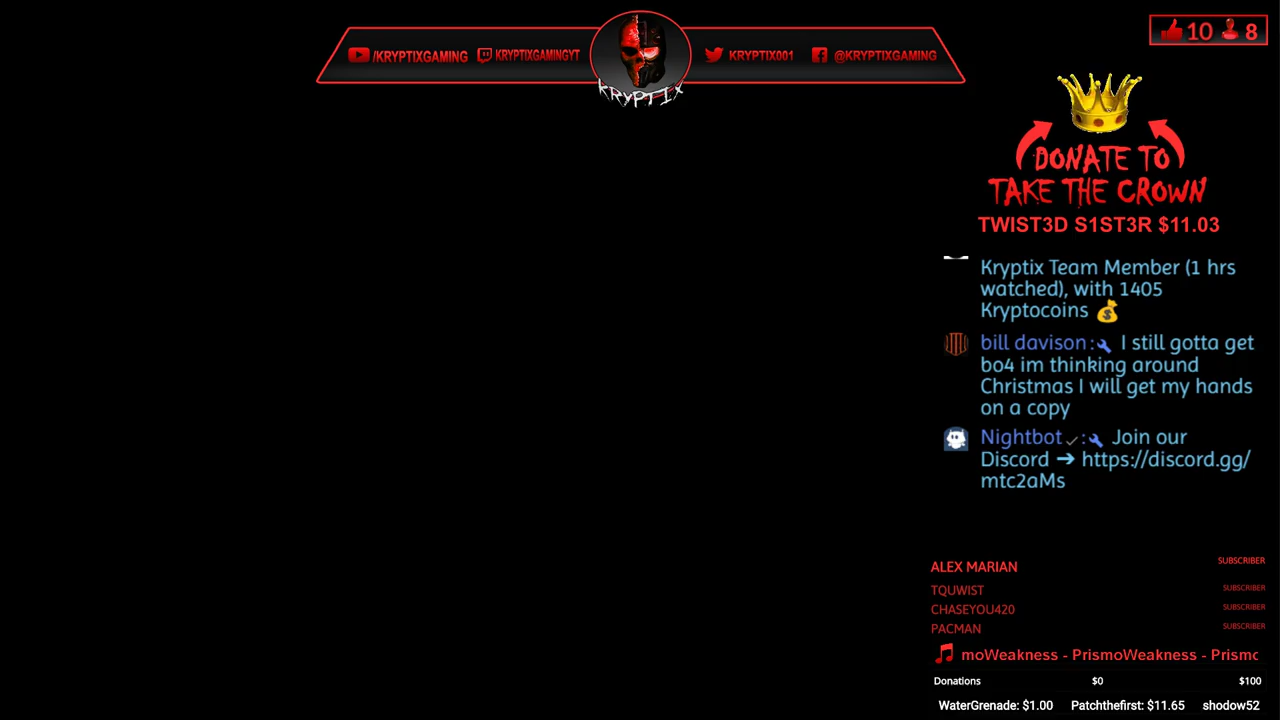 /KRYPTIXGAMING KRYPTIXGAMINGYT KRYPTIX KRYPTIX001 @KRYPTIXGAMING
10 8
DONATE TO
TAKE THE CROWN
TWIST3D S1ST3R $11.03
Kryptix Team Member (1 hrs
watched), with 1405
Kryptocoins 💰
bill davison: I still gotta get
bo4 im thinking around
Christmas I will get my hands
on a copy
Nightbot✓: Join our
Discord ➔ https://discord.gg/
mtc2aMs
ALEX MARIAN SUBSCRIBER
TQUWIST SUBSCRIBER
CHASEYOU420 SUBSCRIBER
PACMAN SUBSCRIBER
moWeakness - PrismoWeakness - Prismo
Donations $0 $100
WaterGrenade: $1.00 Patchthefirst: $11.65 shodow52